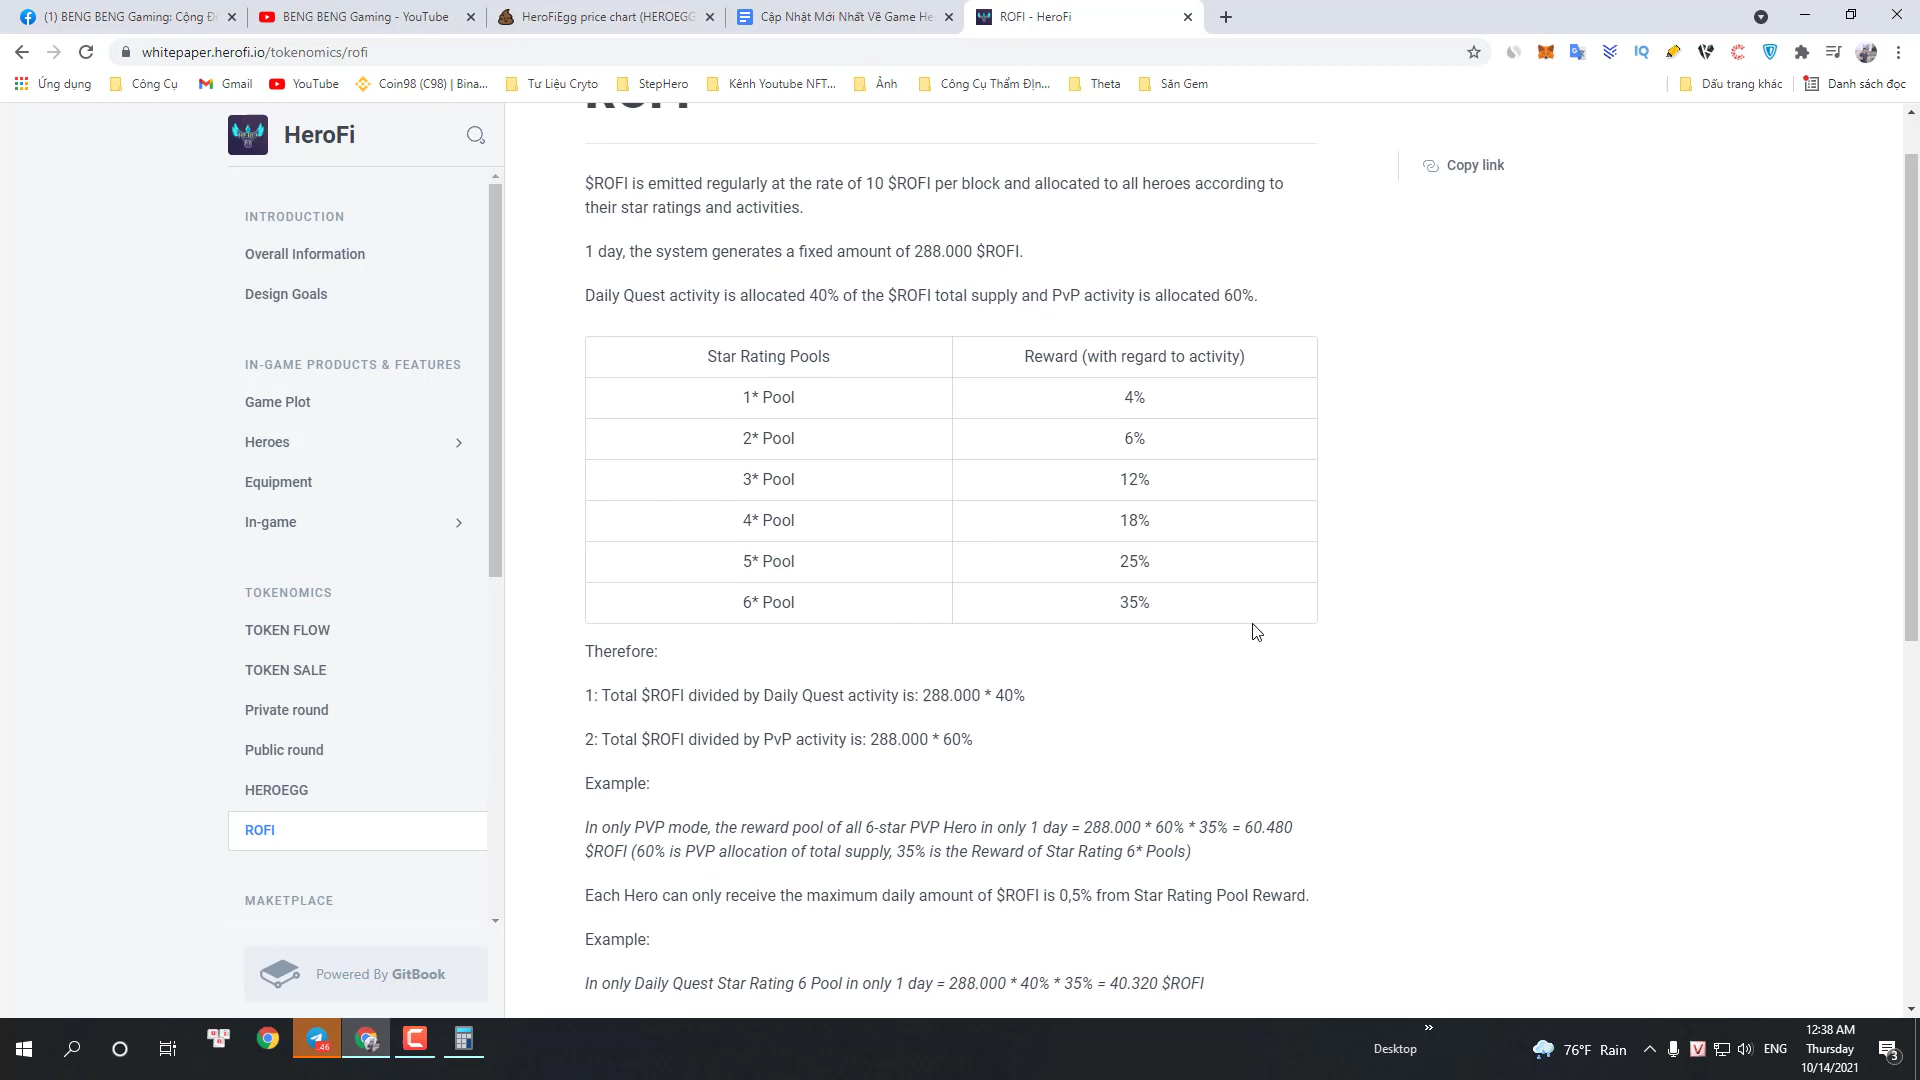 (1) BENG BENG Gaming: Cộng Đ
BENG BENG Gaming - YouTube
HeroFiEgg price chart (HEROEGG
Cập Nhật Mới Nhất Về Game He
ROFI - HeroFi
whitepaper.herofi.io/tokenomics/rofi
Ứng dụng
Công Cụ
Gmail
YouTube
Coin98 (C98) | Bina...
Tư Liệu Cryto
StepHero
Kênh Youtube NFT...
Ảnh
Công Cụ Thẩm Địn...
Theta
Săn Gem
Dấu trang khác
Danh sách đọc
HeroFi
INTRODUCTION
Overall Information
Design Goals
IN-GAME PRODUCTS & FEATURES
Game Plot
Heroes
Equipment
In-game
TOKENOMICS
TOKEN FLOW
TOKEN SALE
Private round
Public round
HEROEGG
ROFI
MAKETPLACE
Powered By GitBook
ROFI
$ROFI is emitted regularly at the rate of 10 $ROFI per block and allocated to all heroes according to
their star ratings and activities.
1 day, the system generates a fixed amount of 288.000 $ROFI.
Daily Quest activity is allocated 40% of the $ROFI total supply and PvP activity is allocated 60%.
Star Rating Pools Reward (with regard to activity)
1* Pool 4%
2* Pool 6%
3* Pool 12%
4* Pool 18%
5* Pool 25%
6* Pool 35%
Therefore:
1: Total $ROFI divided by Daily Quest activity is: 288.000 * 40%
2: Total $ROFI divided by PvP activity is: 288.000 * 60%
Example:
In only PVP mode, the reward pool of all 6-star PVP Hero in only 1 day = 288.000 * 60% * 35% = 60.480
$ROFI (60% is PVP allocation of total supply, 35% is the Reward of Star Rating 6* Pools)
Each Hero can only receive the maximum daily amount of $ROFI is 0,5% from Star Rating Pool Reward.
Example:
In only Daily Quest Star Rating 6 Pool in only 1 day = 288.000 * 40% * 35% = 40.320 $ROFI
Copy link
46
Desktop
76°F Rain
ENG
12:38 AM
Thursday
10/14/2021
3